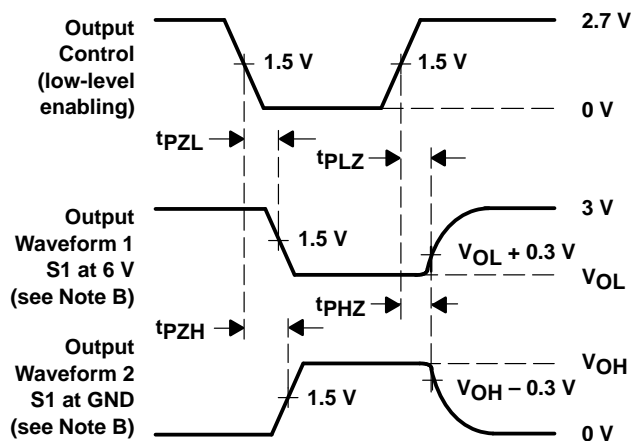 Output
Control
(low-level
enabling)
2.7 V
1.5 V
1.5 V
0 V
tPZL
tPLZ
Output
Waveform 1
S1 at 6 V
(see Note B)
3 V
1.5 V
VOL + 0.3 V
VOL
tPZH
tPHZ
Output
Waveform 2
S1 at GND
(see Note B)
VOH
1.5 V
VOH − 0.3 V
0 V